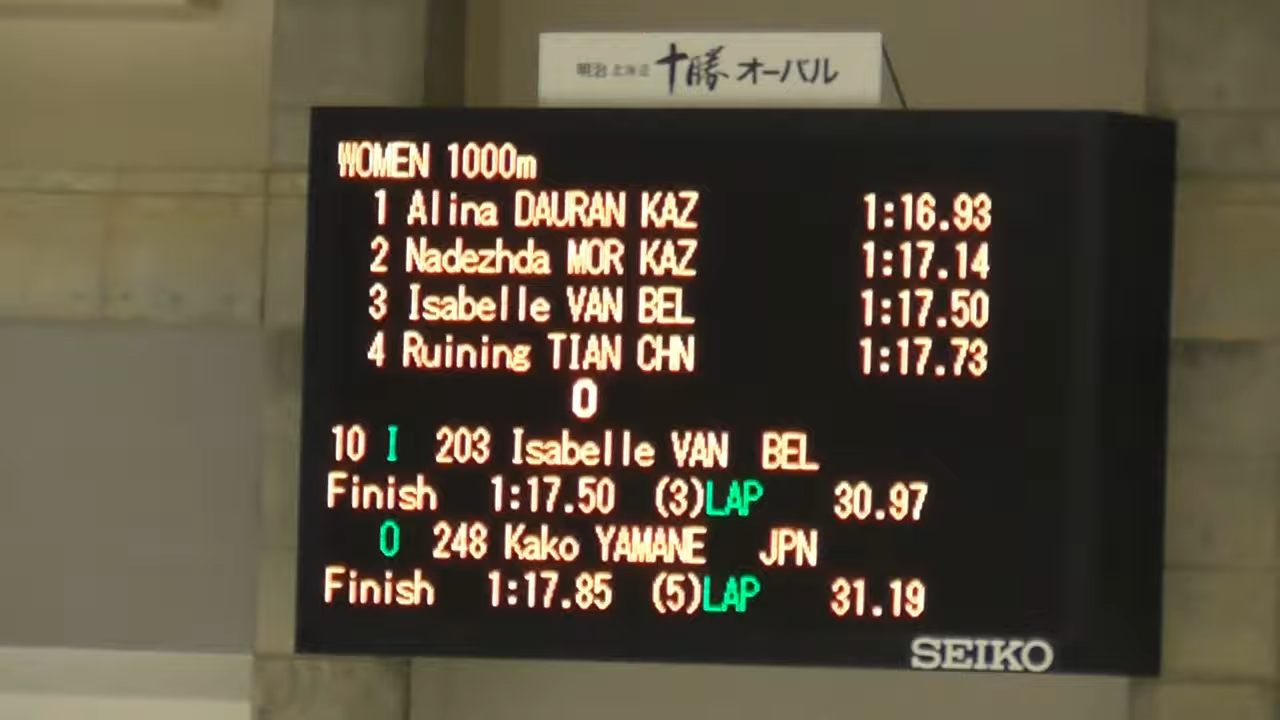 明治 北海道 十勝 オーバル
WOMEN 1000m
1 Alina DAURAN KAZ 1:16.93
2 Nadezhda MOR KAZ 1:17.14
3 Isabelle VAN BEL 1:17.50
4 Ruining TIAN CHN 1:17.73
0
10 I 203 Isabelle VAN BEL
Finish 1:17.50 (3)LAP 30.97
O 248 Kako YAMANE JPN
Finish 1:17.85 (5)LAP 31.19
SEIKO